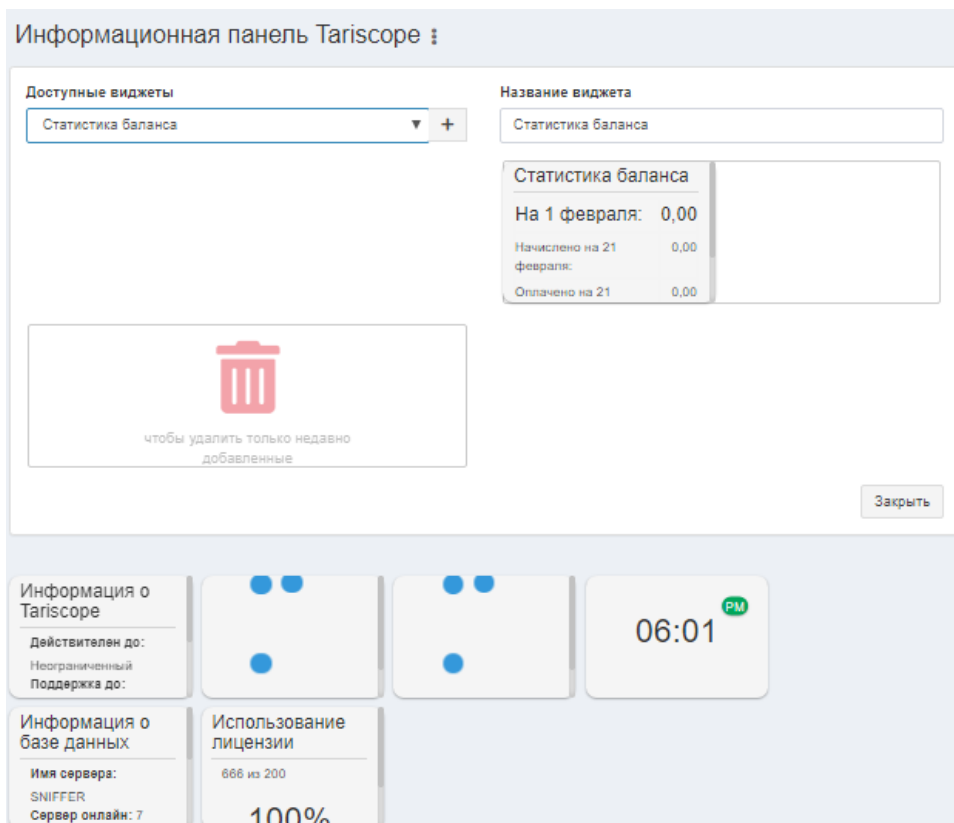 Информационная панель Tariscope
Доступные виджеты
Название виджета
Статистика баланса
+
Статистика баланса
Статистика баланса
На 1 февраля: 0,00
Начислено на 21 0,00
февраля:
Оплачено на 21 0,00
чтобы удалить только недавно
добавленные
Закрыть
Информация о
Tariscope
Действителен до:
Неограниченный
Поддержка до:
06:01 PM
Информация о
базе данных
Имя сервера:
SNIFFER
Сервер онлайн: 7
Использование
лицензии
666 из 200
100%